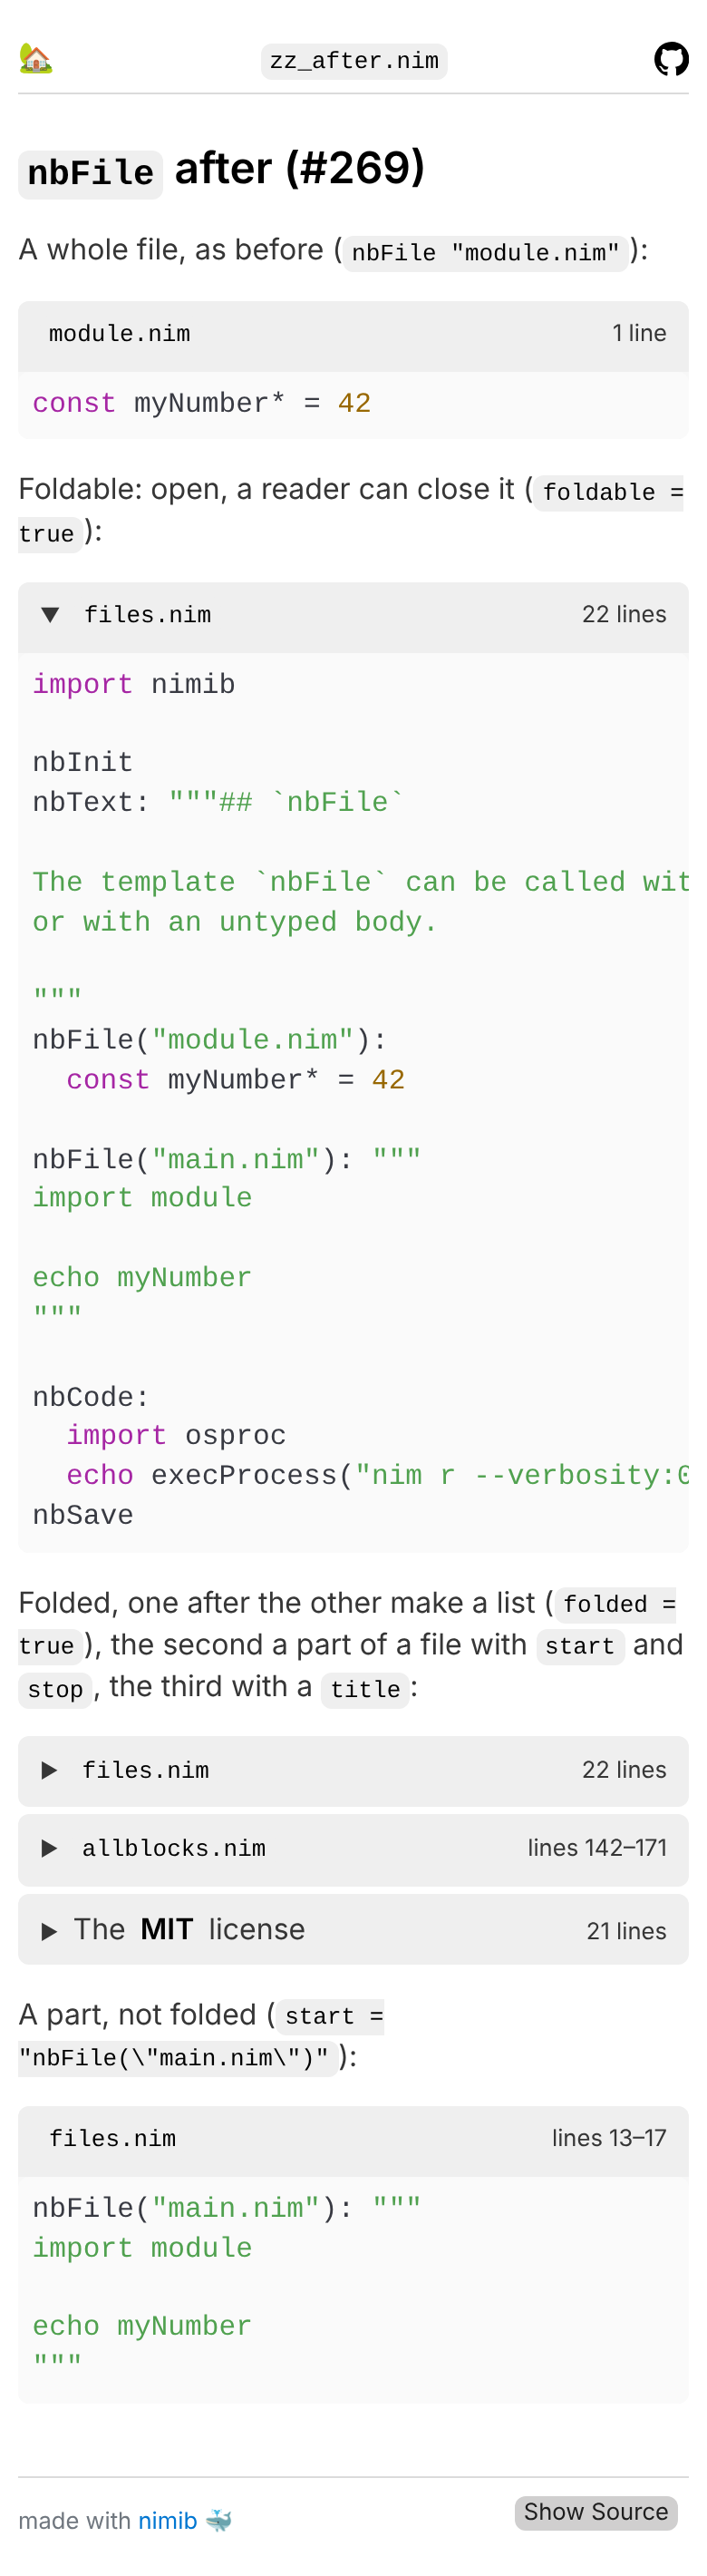 zz_after.nim
nbFile after (#269)
A whole file, as before ( nbFile "module.nim" ):
module.nim 1 line
const myNumber* = 42
Foldable: open, a reader can close it ( foldable =
true ):
▼ files.nim 22 lines
import nimib
nbInit
nbText: """## `nbFile`
The template `nbFile` can be called wit
or with an untyped body.
"""
nbFile("module.nim"):
  const myNumber* = 42
nbFile("main.nim"): """
import module
echo myNumber
"""
nbCode:
  import osproc
  echo execProcess("nim r --verbosity:0
nbSave
Folded, one after the other make a list ( folded =
true ), the second a part of a file with start and
stop , the third with a title :
▶ files.nim 22 lines
▶ allblocks.nim lines 142–171
▶ The MIT license 21 lines
A part, not folded ( start =
"nbFile(\"main.nim\")" ):
files.nim lines 13–17
nbFile("main.nim"): """
import module
echo myNumber
"""
made with nimib 🐳 Show Source